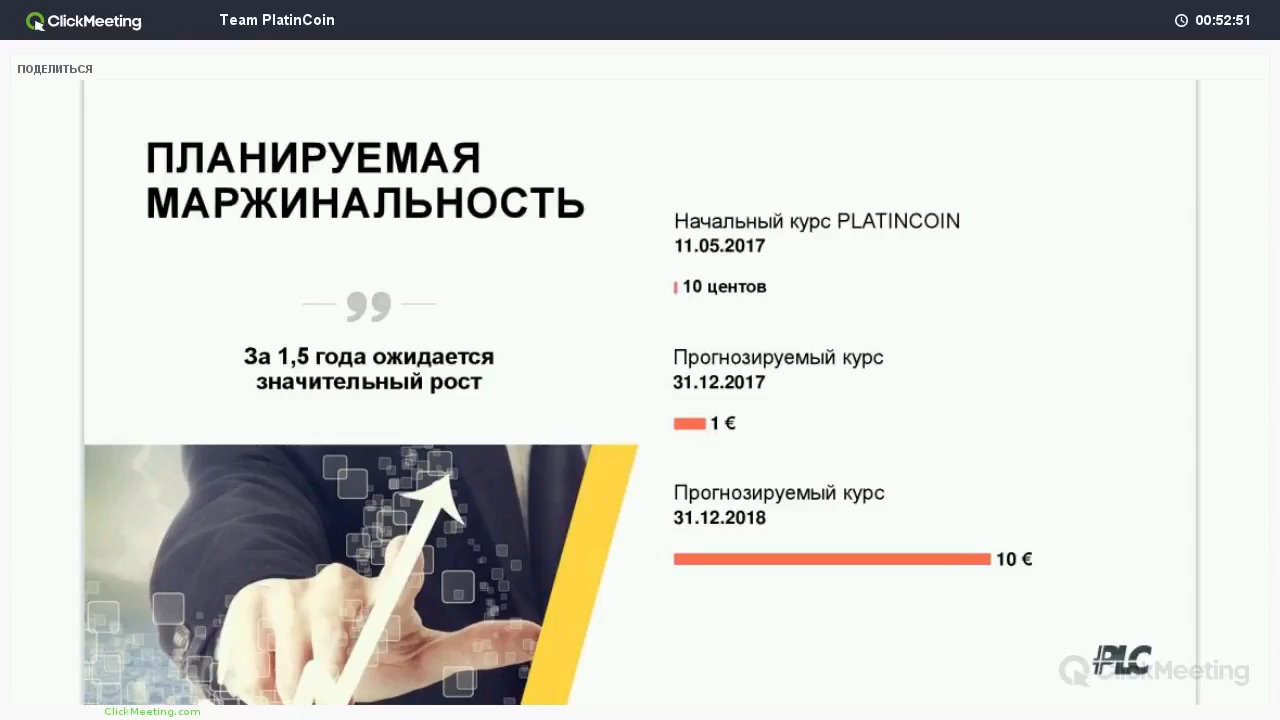 ClickMeeting
Team PlatinCoin
00:52:51
ПОДЕЛИТЬСЯ
ПЛАНИРУЕМАЯ
МАРЖИНАЛЬНОСТЬ
За 1,5 года ожидается
значительный рост
Начальный курс PLATINCOIN
11.05.2017
10 центов
Прогнозируемый курс
31.12.2017
1 €
Прогнозируемый курс
31.12.2018
10 €
PLC
ClickMeeting
ClickMeeting.com